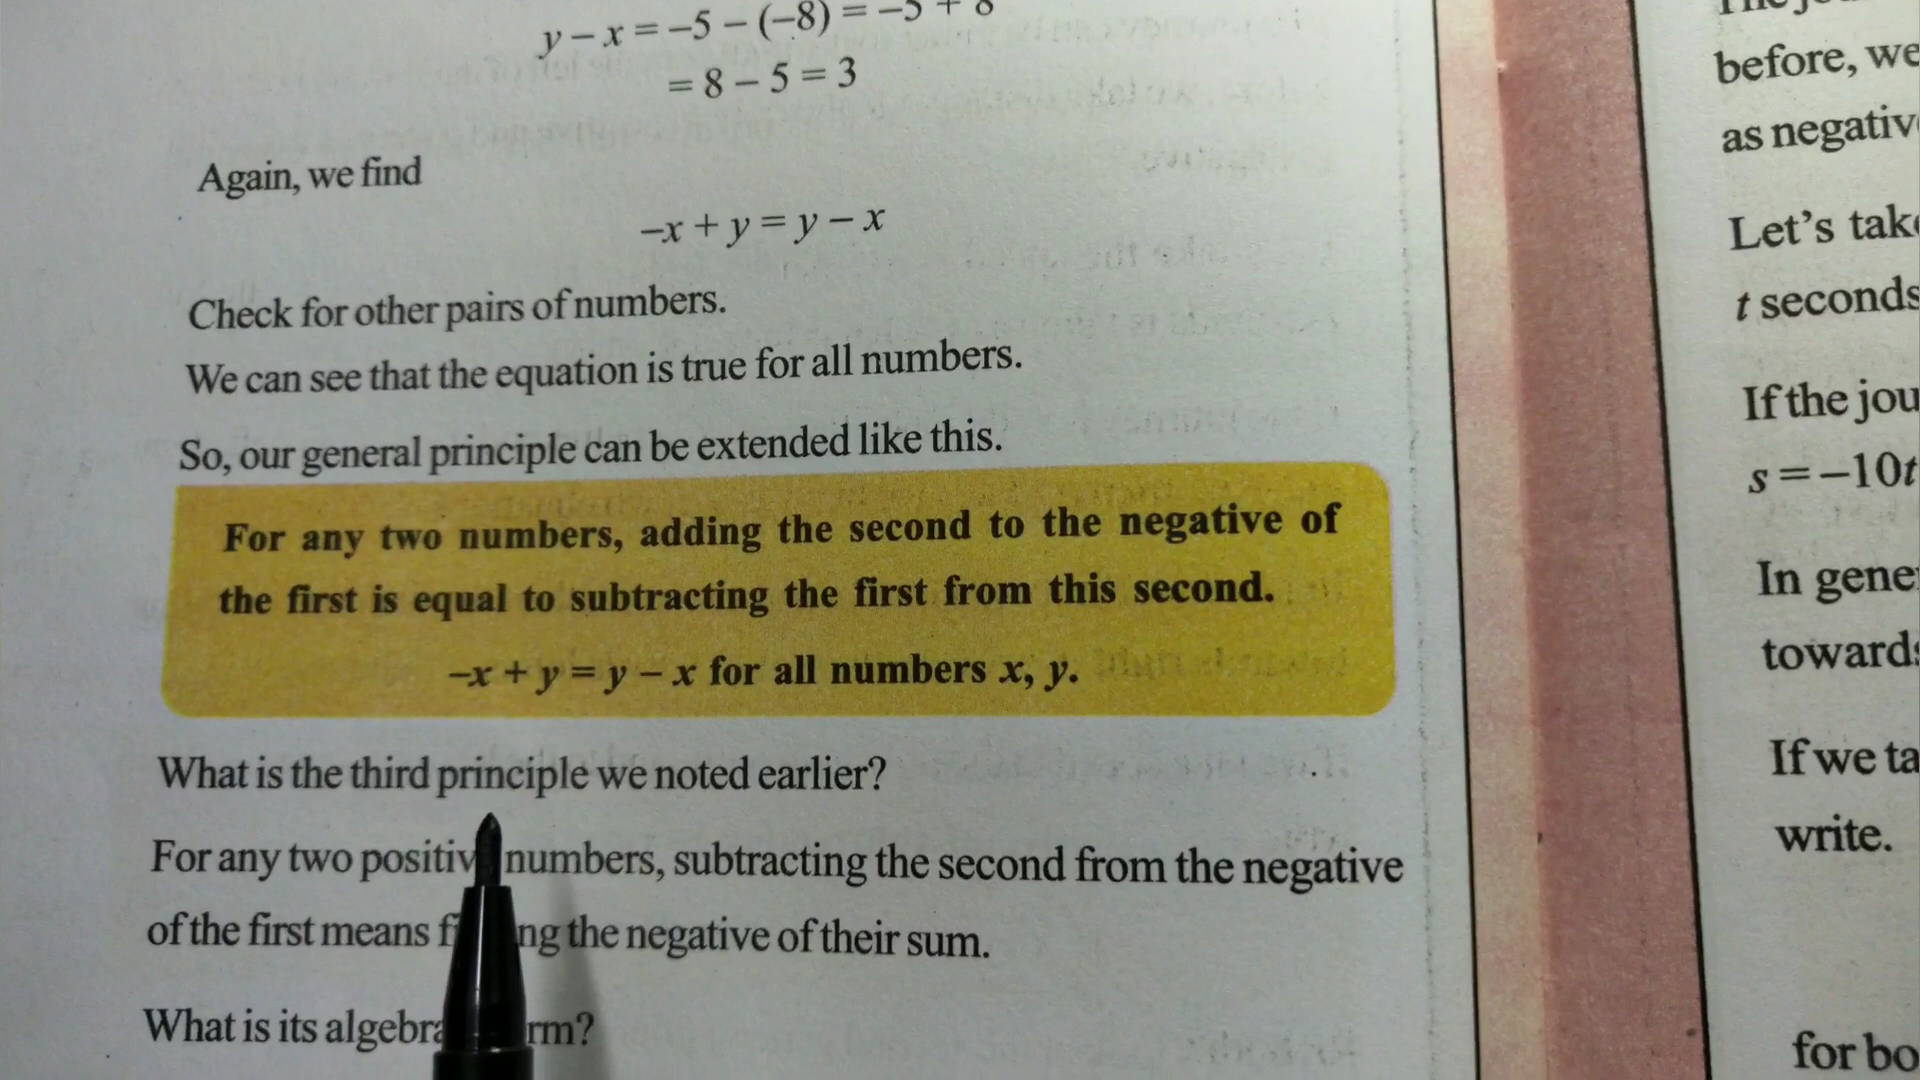 y – x = –5 – (–8) = –5 + 8
= 8 – 5 = 3
Again, we find
–x + y = y – x
Check for other pairs of numbers.
We can see that the equation is true for all numbers.
So, our general principle can be extended like this.
For any two numbers, adding the second to the negative of
the first is equal to subtracting the first from this second.
–x + y = y – x for all numbers x, y.
What is the third principle we noted earlier?
For any two positiv numbers, subtracting the second from the negative
of the first means the negative of their sum.
What is its rm?
before, we
as negativ
Let's tak
t seconds
If the jou
s = –10t
In gene
toward
If we ta
write.
for bo